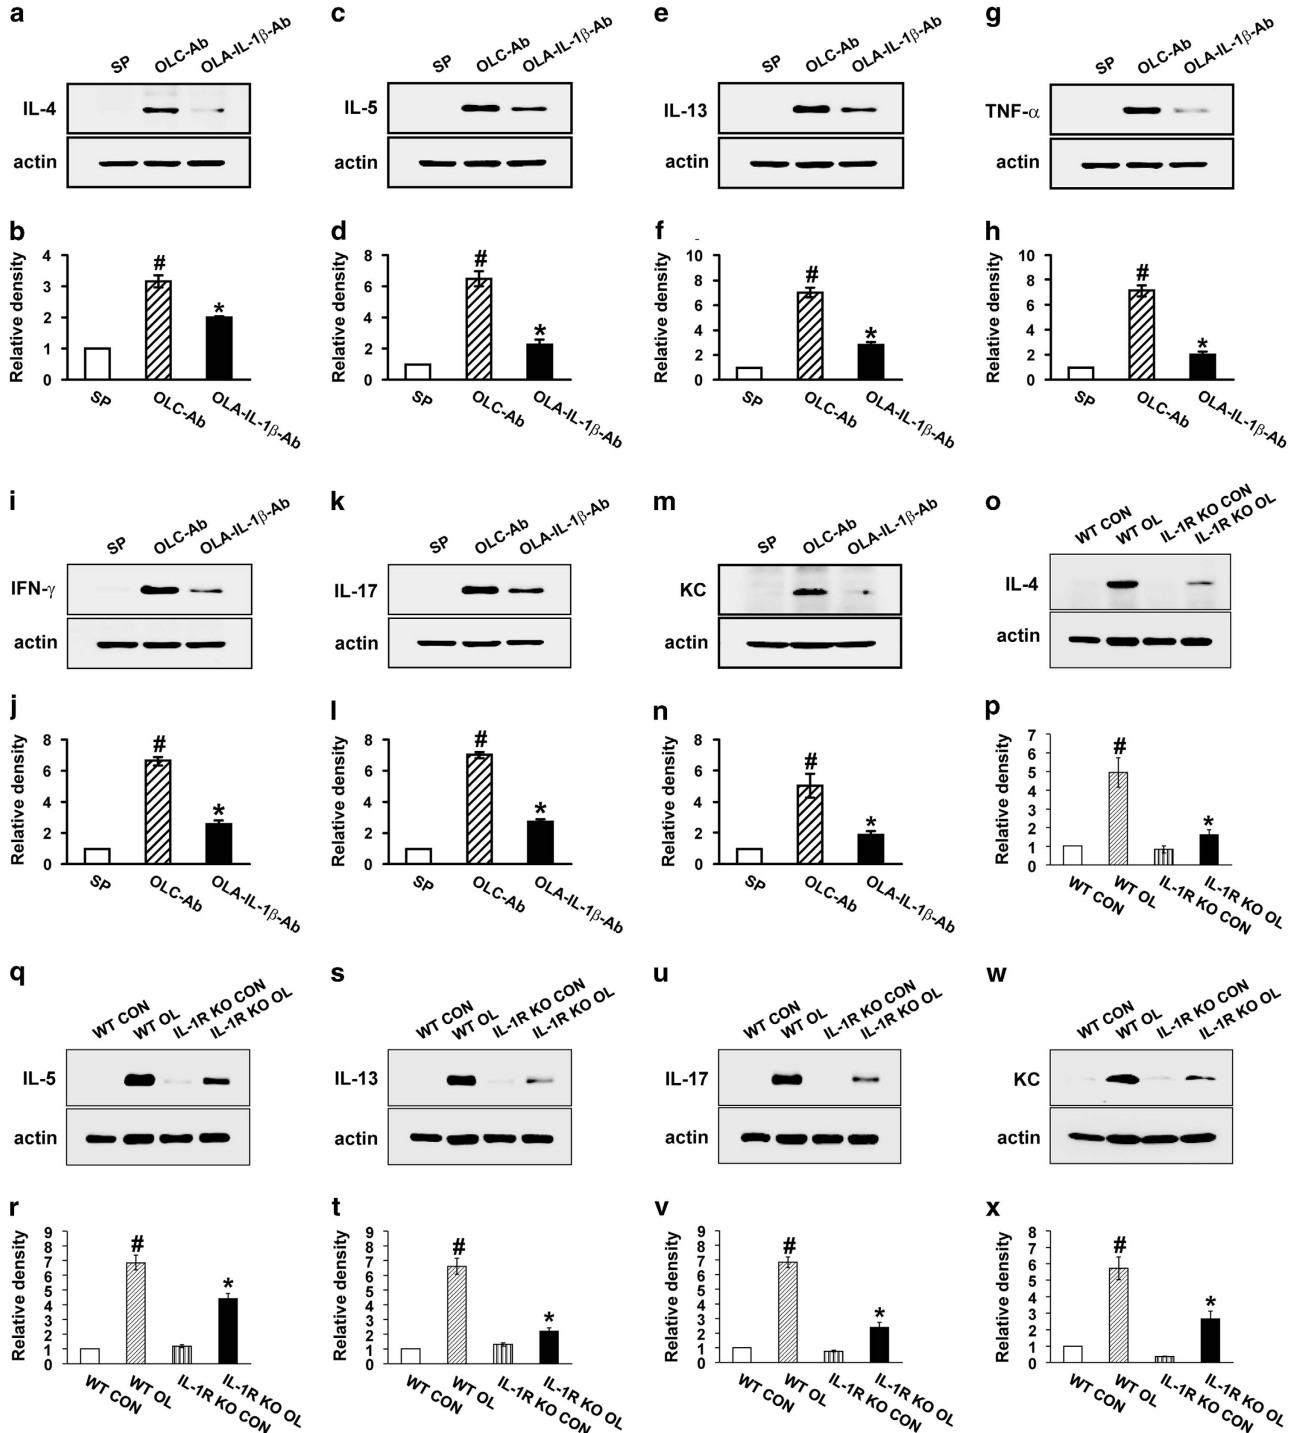 a c e g
SP OLC-Ab OLA-IL-1β-Ab SP OLC-Ab OLA-IL-1β-Ab SP OLC-Ab OLA-IL-1β-Ab SP OLC-Ab OLA-IL-1β-Ab
IL-4 IL-5 IL-13 TNF-α
actin actin actin actin
b d f h
Relative density 4 3 2 1 0 # *
SP OLC-Ab OLA-IL-1β-Ab
Relative density 8 6 4 2 0 # *
SP OLC-Ab OLA-IL-1β-Ab
Relative density 10 8 6 4 2 0 # *
SP OLC-Ab OLA-IL-1β-Ab
Relative density 10 8 6 4 2 0 # *
SP OLC-Ab OLA-IL-1β-Ab
i k m o
SP OLC-Ab OLA-IL-1β-Ab SP OLC-Ab OLA-IL-1β-Ab SP OLC-Ab OLA-IL-1β-Ab WT CON WT OL IL-1R KO CON IL-1R KO OL
IFN-γ IL-17 KC IL-4
actin actin actin actin
j l n p
Relative density 8 6 4 2 0 # *
SP OLC-Ab OLA-IL-1β-Ab
Relative density 8 6 4 2 0 # *
SP OLC-Ab OLA-IL-1β-Ab
Relative density 8 6 4 2 0 # *
SP OLC-Ab OLA-IL-1β-Ab
Relative density 7 6 5 4 3 2 1 0 # *
WT CON WT OL IL-1R KO CON IL-1R KO OL
q s u w
WT CON WT OL IL-1R KO CON IL-1R KO OL WT CON WT OL IL-1R KO CON IL-1R KO OL WT CON WT OL IL-1R KO CON IL-1R KO OL WT CON WT OL IL-1R KO CON IL-1R KO OL
IL-5 IL-13 IL-17 KC
actin actin actin actin
r t v x
Relative density 9 8 7 6 5 4 3 2 1 0 # *
WT CON WT OL IL-1R KO CON IL-1R KO OL
Relative density 9 8 7 6 5 4 3 2 1 0 # *
WT CON WT OL IL-1R KO CON IL-1R KO OL
Relative density 9 8 7 6 5 4 3 2 1 0 # *
WT CON WT OL IL-1R KO CON IL-1R KO OL
Relative density 8 7 6 5 4 3 2 1 0 # *
WT CON WT OL IL-1R KO CON IL-1R KO OL